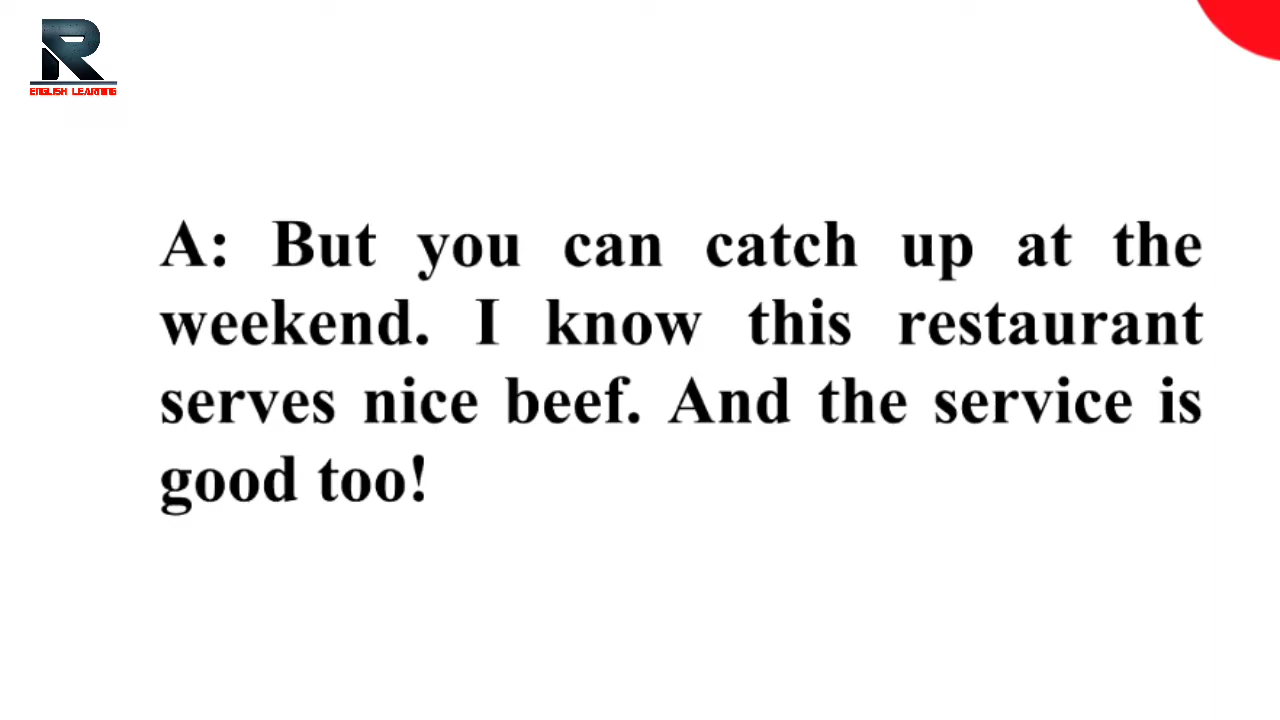 R
ENGLISH LEARNING
A: But you can catch up at the
weekend. I know this restaurant
serves nice beef. And the service is
good too!